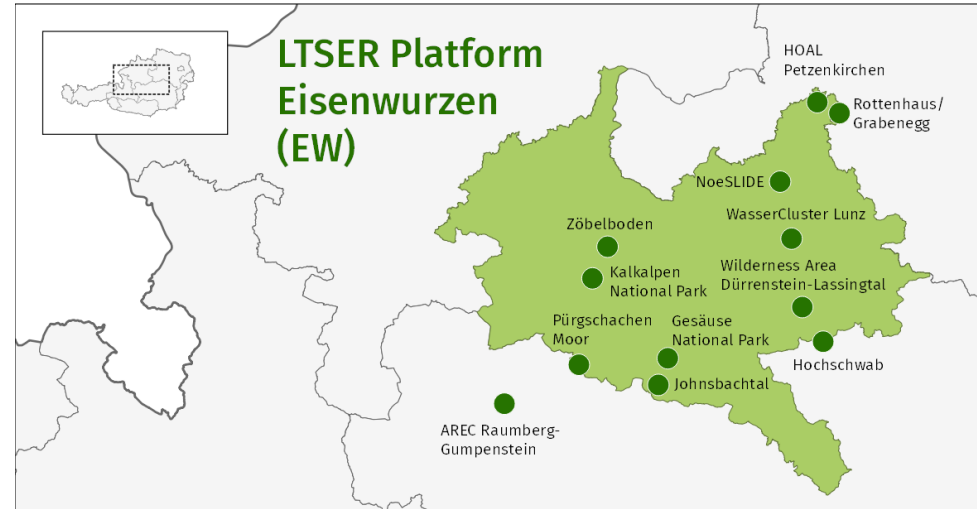 LTSER Platform
Eisenwurzen
(EW)
HOAL
Petzenkirchen
Rottenhaus/
Grabenegg
NoeSLIDE
WasserCluster Lunz
Zöbelboden
Kalkalpen
National Park
Wilderness Area
Dürrenstein-Lassingtal
Pürgschachen
Moor
Gesäuse
National Park
Hochschwab
Johnsbachtal
AREC Raumberg-
Gumpenstein